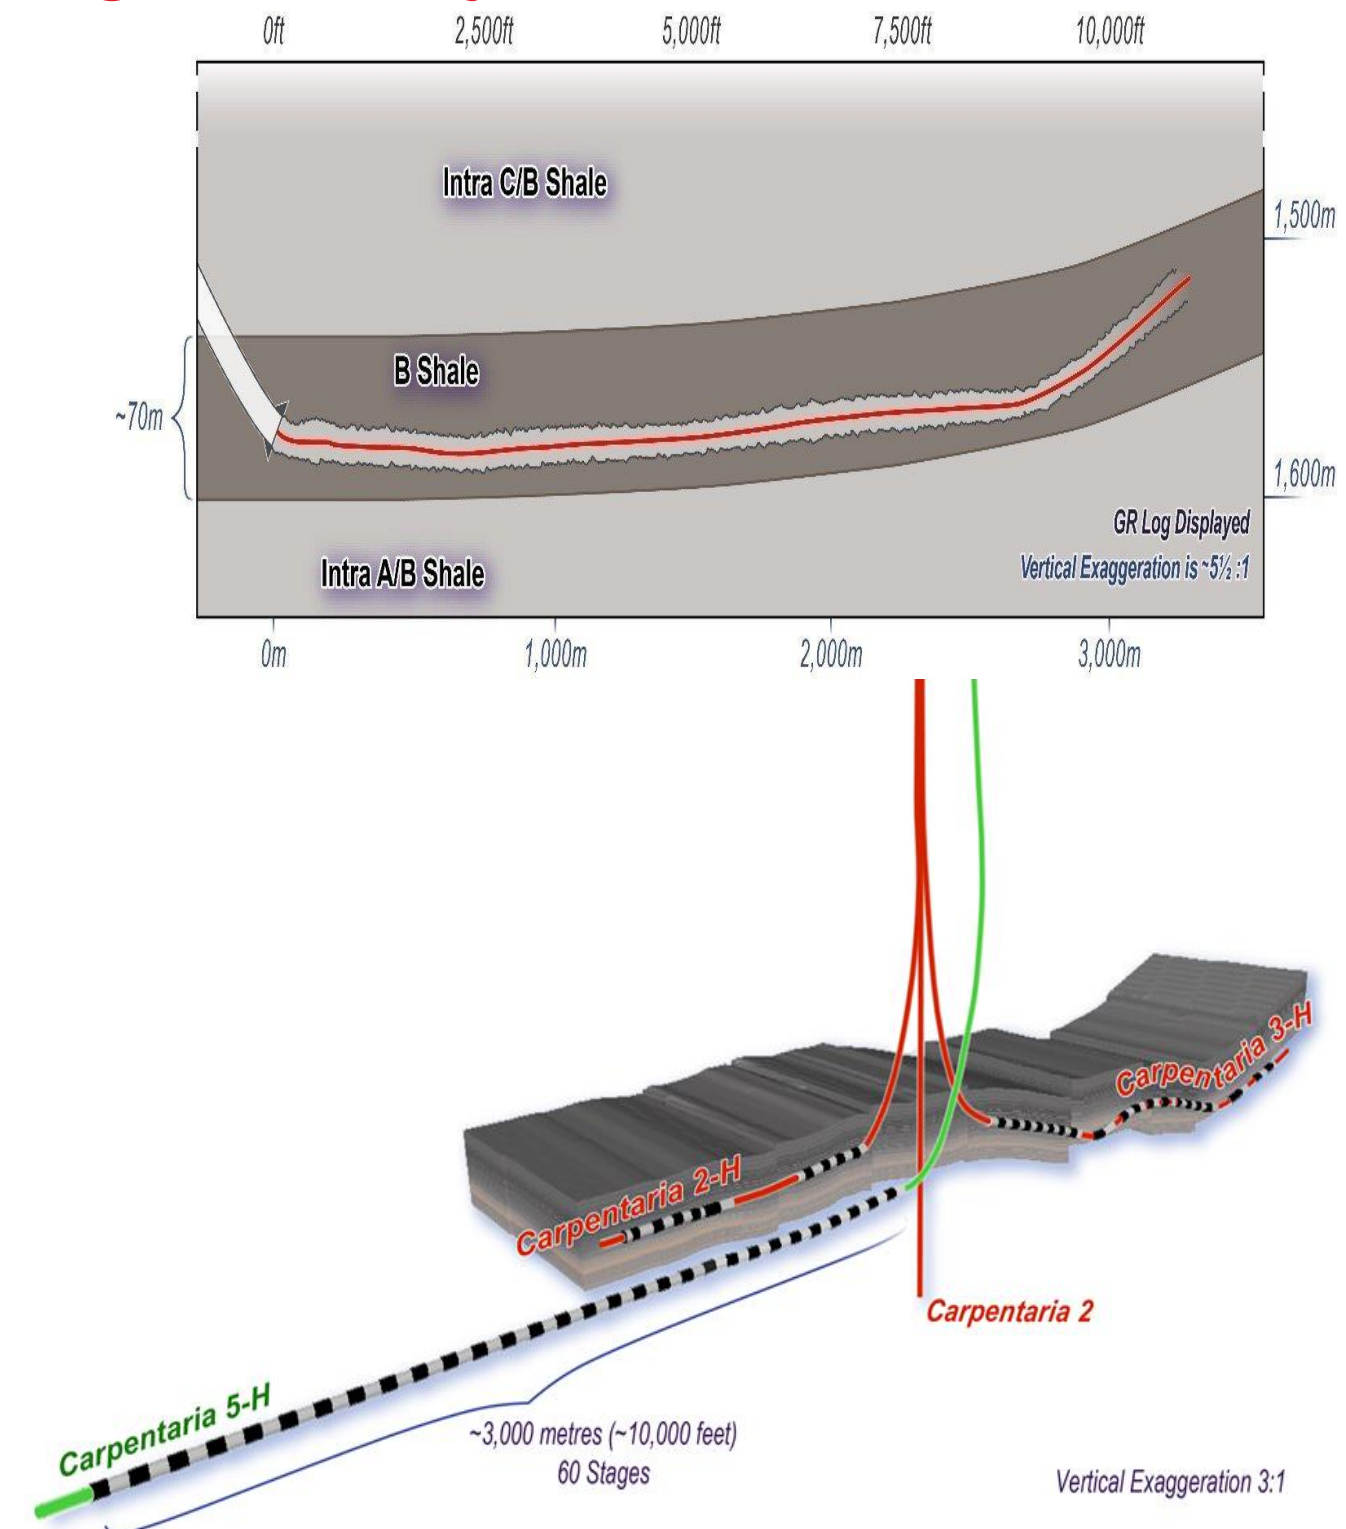 0ft 2,500ft 5,000ft 7,500ft 10,000ft
Intra C/B Shale
1,500m
B Shale
~70m
1,600m
GR Log Displayed
Intra A/B Shale
Vertical Exaggeration is ~5½ :1
0m 1,000m 2,000m 3,000m
Carpentaria 3-H
Carpentaria 2-H
Carpentaria 2
Carpentaria 5-H
~3,000 metres (~10,000 feet)
60 Stages
Vertical Exaggeration 3:1